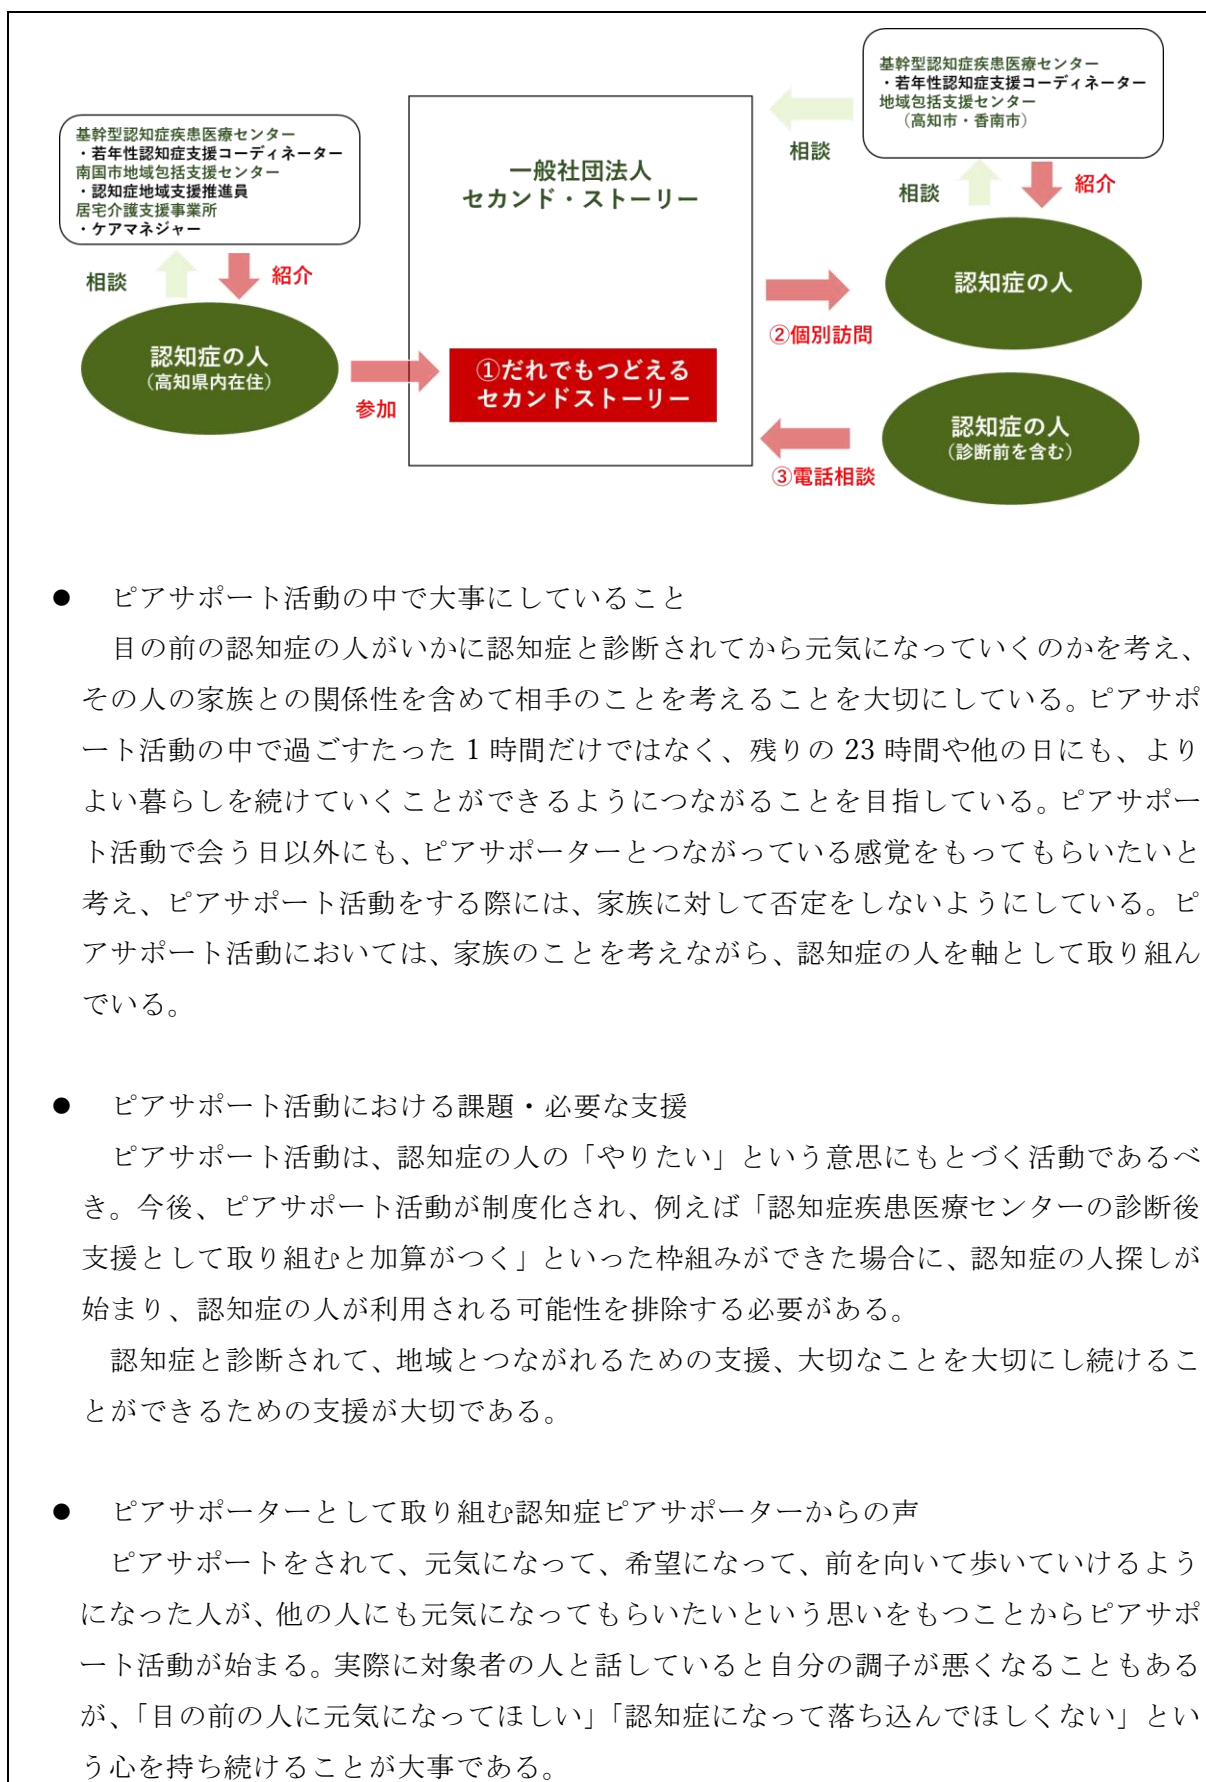 基幹型認知症疾患医療センター
・若年性認知症支援コーディネーター
南国市地域包括支援センター
・認知症地域支援推進員
居宅介護支援事業所
・ケアマネジャー
相談
紹介
認知症の人
（高知県内在住）
参加
一般社団法人
セカンド・ストーリー
①だれでもつどえる
セカンドストーリー
基幹型認知症疾患医療センター
・若年性認知症支援コーディネーター
地域包括支援センター
（高知市・香南市）
相談
相談
紹介
認知症の人
②個別訪問
認知症の人
（診断前を含む）
③電話相談
● ピアサポート活動の中で大事にしていること
目の前の認知症の人がいかに認知症と診断されてから元気になっていくのかを考え、
その人の家族との関係性を含めて相手のことを考えることを大切にしている。ピアサポ
ート活動の中で過ごすたった 1 時間だけではなく、残りの 23 時間や他の日にも、より
よい暮らしを続けていくことができるようにつながることを目指している。ピアサポー
ト活動で会う日以外にも、ピアサポーターとつながっている感覚をもってもらいたいと
考え、ピアサポート活動をする際には、家族に対して否定をしないようにしている。ピ
アサポート活動においては、家族のことを考えながら、認知症の人を軸として取り組ん
でいる。
● ピアサポート活動における課題・必要な支援
ピアサポート活動は、認知症の人の「やりたい」という意思にもとづく活動であるべ
き。今後、ピアサポート活動が制度化され、例えば「認知症疾患医療センターの診断後
支援として取り組むと加算がつく」といった枠組みができた場合に、認知症の人探しが
始まり、認知症の人が利用される可能性を排除する必要がある。
認知症と診断されて、地域とつながれるための支援、大切なことを大切にし続けるこ
とができるための支援が大切である。
● ピアサポーターとして取り組む認知症ピアサポーターからの声
ピアサポートをされて、元気になって、希望になって、前を向いて歩いていけるよう
になった人が、他の人にも元気になってもらいたいという思いをもつことからピアサポ
ート活動が始まる。実際に対象者の人と話していると自分の調子が悪くなることもある
が、「目の前の人に元気になってほしい」「認知症になって落ち込んでほしくない」とい
う心を持ち続けることが大事である。